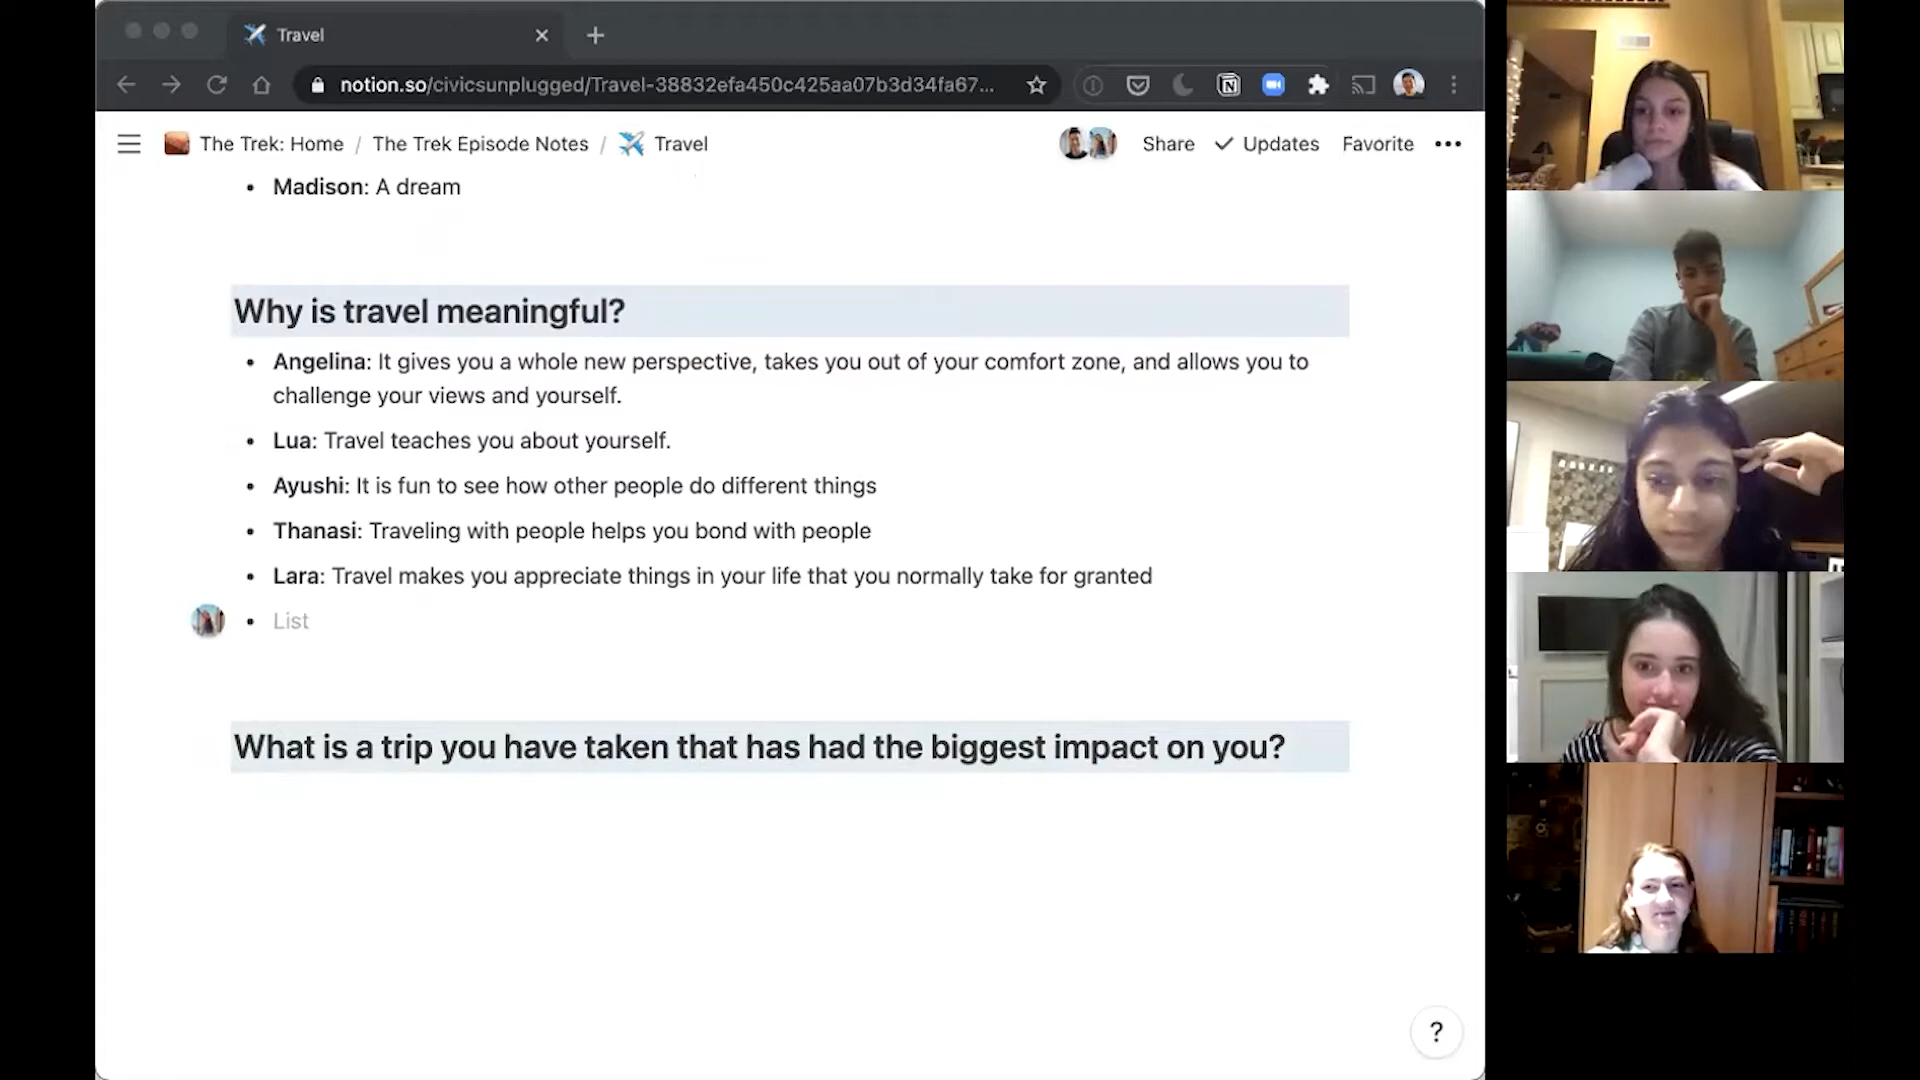 Travel
notion.so/civicsunplugged/Travel-38832efa450c425aa07b3d34fa67...
The Trek: Home / The Trek Episode Notes / Travel
Share ✓ Updates Favorite •••
• Madison: A dream
Why is travel meaningful?
• Angelina: It gives you a whole new perspective, takes you out of your comfort zone, and allows you to
challenge your views and yourself.
• Lua: Travel teaches you about yourself.
• Ayushi: It is fun to see how other people do different things
• Thanasi: Traveling with people helps you bond with people
• Lara: Travel makes you appreciate things in your life that you normally take for granted
• List
What is a trip you have taken that has had the biggest impact on you?
?